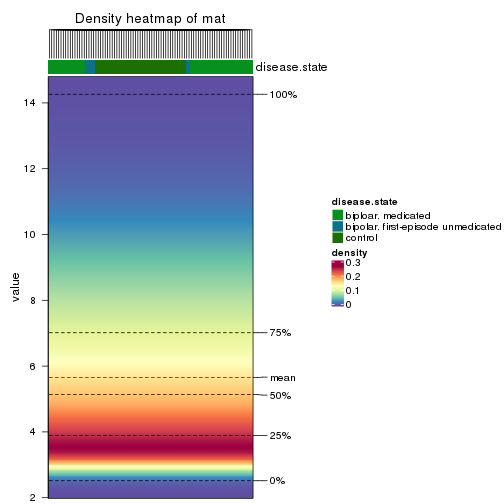 Density heatmap of mat
disease.state
14
12
10
8
6
4
2
value
100%
75%
mean
50%
25%
0%
disease.state
biploar. medicated
bipolar. first-episode unmedicated
control
density
0.3
0.2
0.1
0